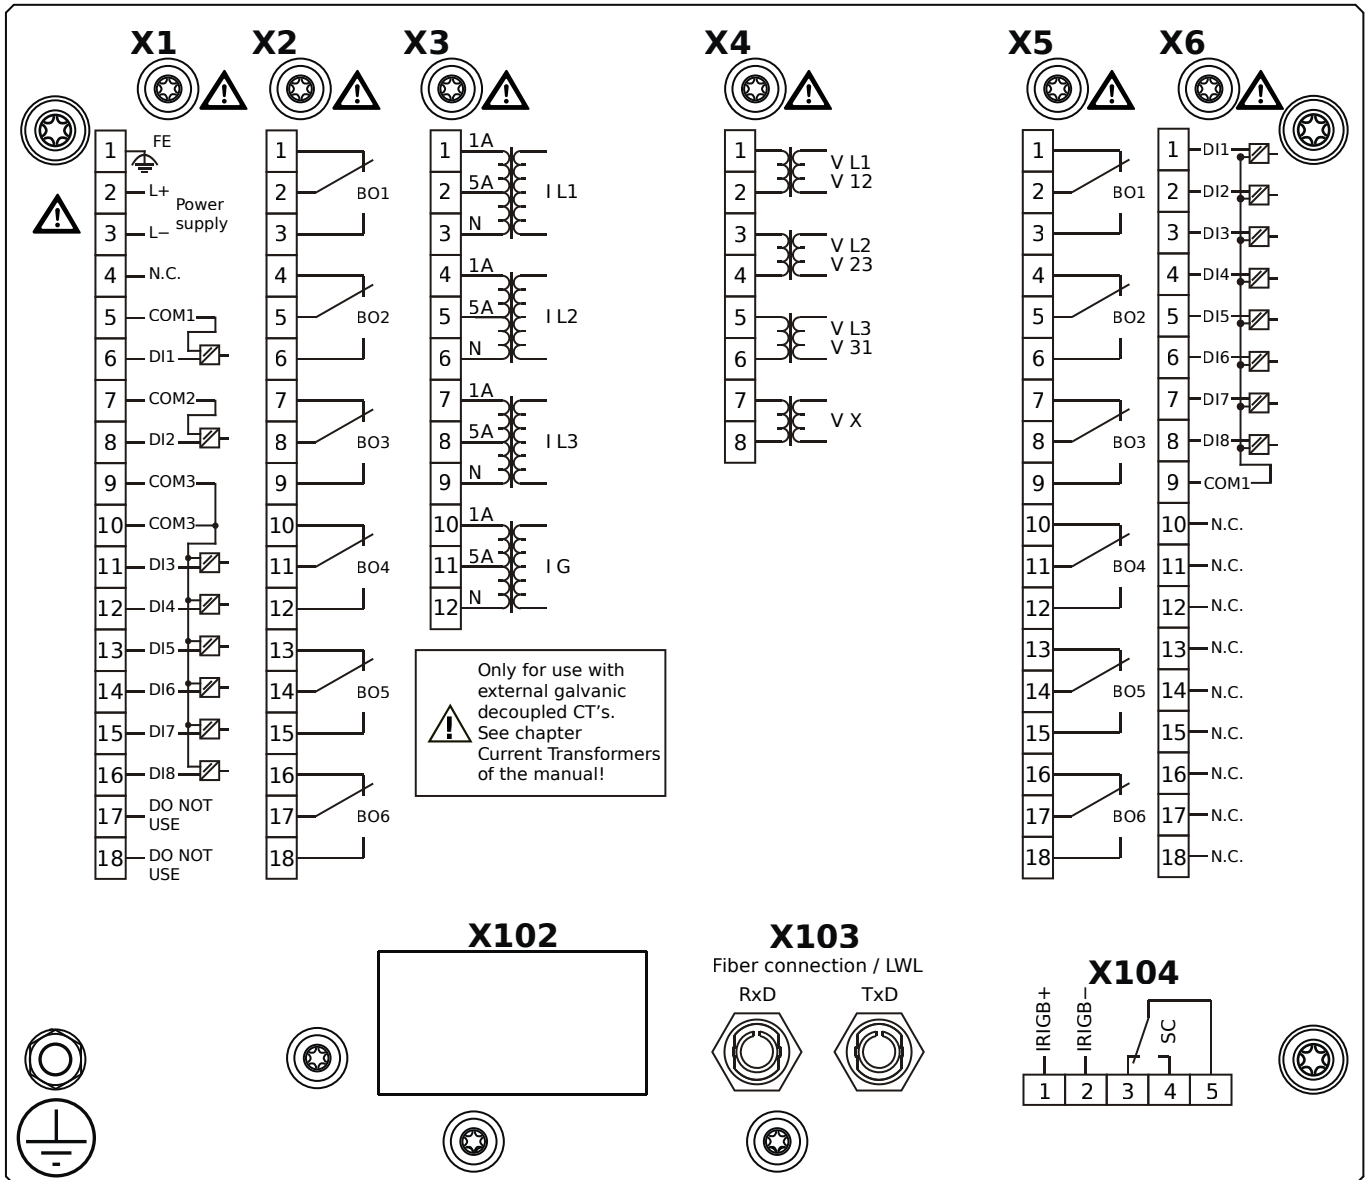 X1
X2
X3
X4
X5
X6
1 FE
2 L+
Power
supply
3 L−
4 N.C.
5 COM1
6 DI1
7 COM2
8 DI2
9 COM3
10 COM3
11 DI3
12 DI4
13 DI5
14 DI6
15 DI7
16 DI8
17 DO NOT
USE
18 DO NOT
USE
1
2 BO1
3
4
5 BO2
6
7
8 BO3
9
10
11 BO4
12
13
14 BO5
15
16
17 BO6
18
1 1A
2 5A I L1
3 N
4 1A
5 5A I L2
6 N
7 1A
8 5A I L3
9 N
10 1A
11 5A I G
12 N
Only for use with
external galvanic
decoupled CT's.
See chapter
Current Transformers
of the manual!
1 V L1
2 V 12
3 V L2
4 V 23
5 V L3
6 V 31
7 V X
8
1
2 BO1
3
4
5 BO2
6
7
8 BO3
9
10
11 BO4
12
13
14 BO5
15
16
17 BO6
18
1 DI1
2 DI2
3 DI3
4 DI4
5 DI5
6 DI6
7 DI7
8 DI8
9 COM1
10 N.C.
11 N.C.
12 N.C.
13 N.C.
14 N.C.
15 N.C.
16 N.C.
17 N.C.
18 N.C.
X102
X103
Fiber connection / LWL
RxD TxD
X104
IRIGB+
IRIGB−
SC
1 2 3 4 5